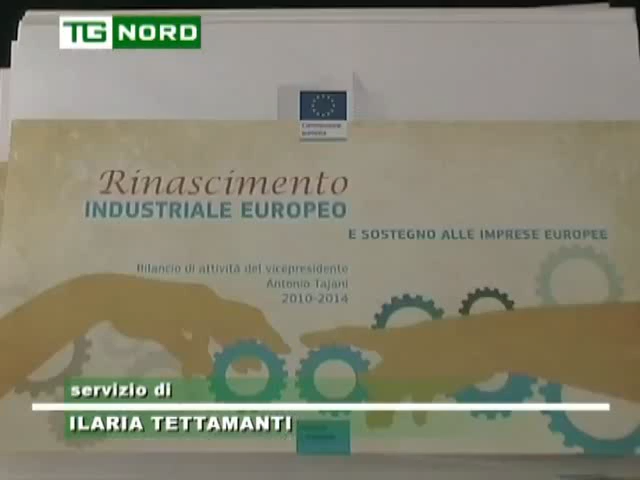 TG NORD
Commissione
europea
Rinascimento
INDUSTRIALE EUROPEO
E SOSTEGNO ALLE IMPRESE EUROPEE
Bilancio di attività del vicepresidente
Antonio Tajani
2010-2014
servizio di
ILARIA TETTAMANTI